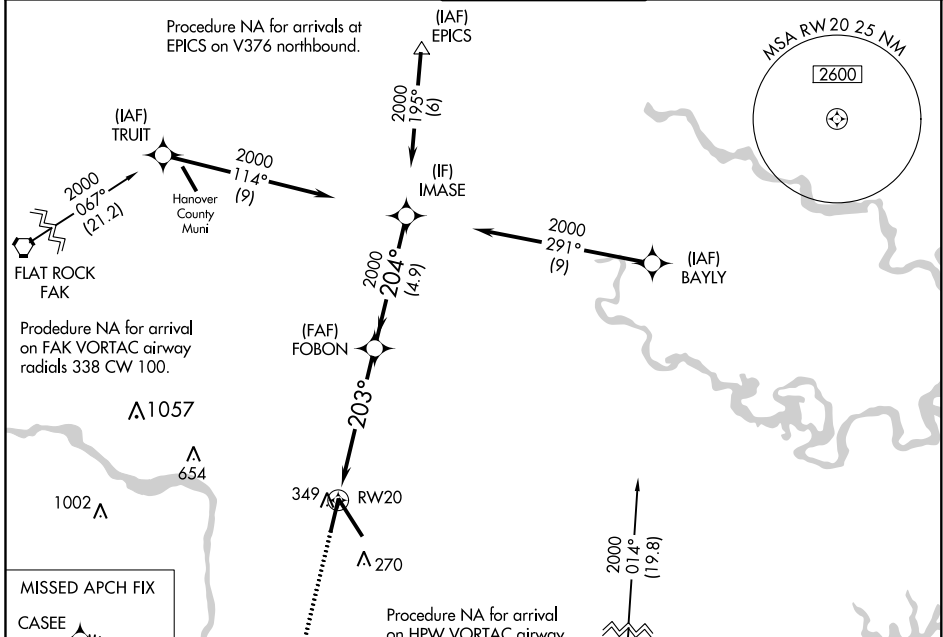 Procedure NA for arrivals at
EPICS on V376 northbound.
(IAF)
EPICS
MSA RW 20 25 NM
2600
2000
195°
(6)
(IAF)
TRUIT
2000
114°
(9)
(IF)
IMASE
Hanover
County
Muni
2000
067°
(21.2)
FLAT ROCK
FAK
2000
291°
(9)
(IAF)
BAYLY
2000
204°
(4.9)
(FAF)
FOBON
Prodedure NA for arrival
on FAK VORTAC airway
radials 338 CW 100.
203°
1057
654
1002
349
RW20
270
2000
014°
(19.8)
MISSED APCH FIX
CASEE
Procedure NA for arrival
on HPW VORTAC airway